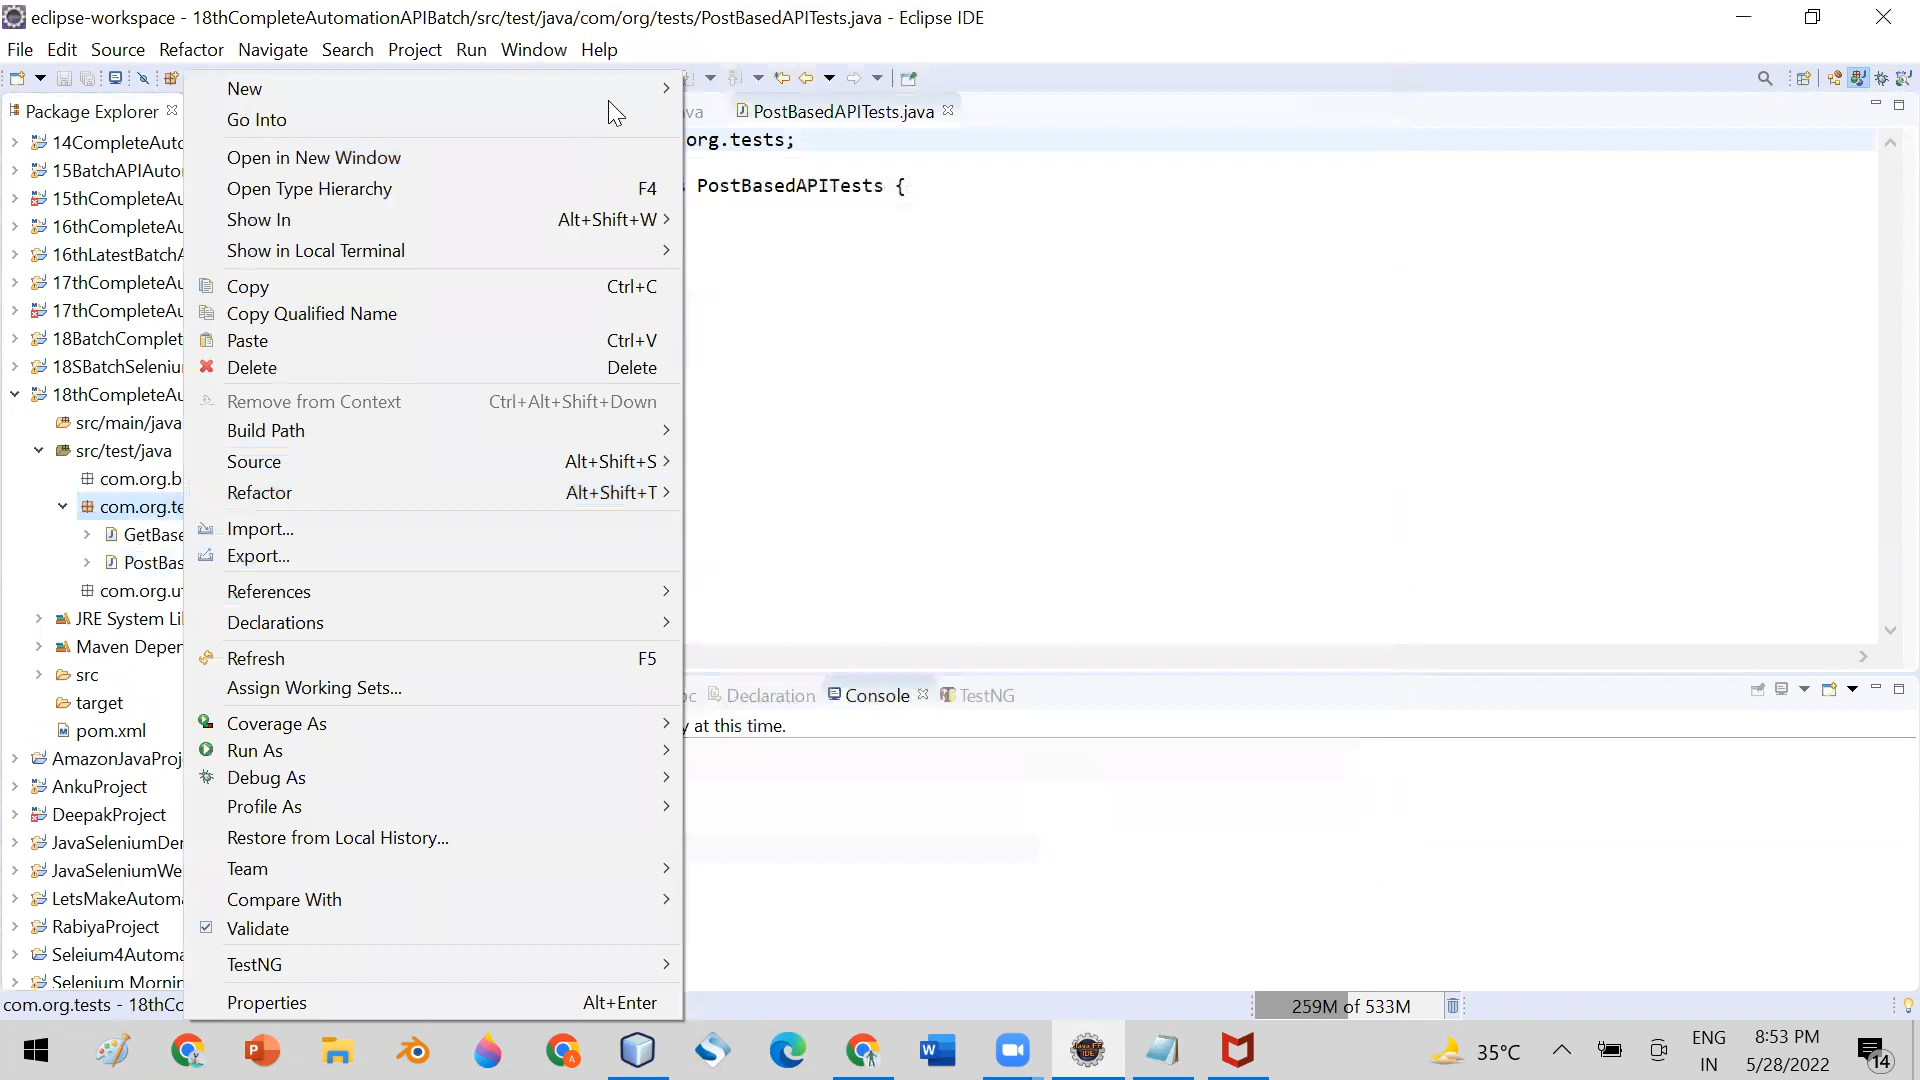 eclipse-workspace - 18thCompleteAutomationAPIBatch/src/test/java/com/org/tests/PostBasedAPITests.java - Eclipse IDE
File Edit Source Refactor Navigate Search Project Run Window Help
Package Explorer
14CompleteAuto
15BatchAPIAutor
15thCompleteAu
16thCompleteAu
16thLatestBatchA
17thCompleteAu
17thCompleteAu
18BatchComplet
18SBatchSeleniu
18thCompleteAu
src/main/java
src/test/java
com.org.b
com.org.te
GetBase
PostBas
com.org.u
JRE System Li
Maven Deper
src
target
pom.xml
AmazonJavaProj
AnkuProject
DeepakProject
JavaSeleniumDer
JavaSeleniumWe
LetsMakeAutoma
RabiyaProject
Seleium4Automa
Selenium Mornin
com.org.tests - 18thCo
New
Go Into
Open in New Window
Open Type Hierarchy F4
Show In Alt+Shift+W
Show in Local Terminal
Copy Ctrl+C
Copy Qualified Name
Paste Ctrl+V
Delete Delete
Remove from Context Ctrl+Alt+Shift+Down
Build Path
Source Alt+Shift+S
Refactor Alt+Shift+T
Import...
Export...
References
Declarations
Refresh F5
Assign Working Sets...
Coverage As
Run As
Debug As
Profile As
Restore from Local History...
Team
Compare With
Validate
TestNG
Properties Alt+Enter
va PostBasedAPITests.java
org.tests;
PostBasedAPITests {
oc Declaration Console TestNG
y at this time.
259M of 533M
35°C
ENG
IN
8:53 PM
5/28/2022
14